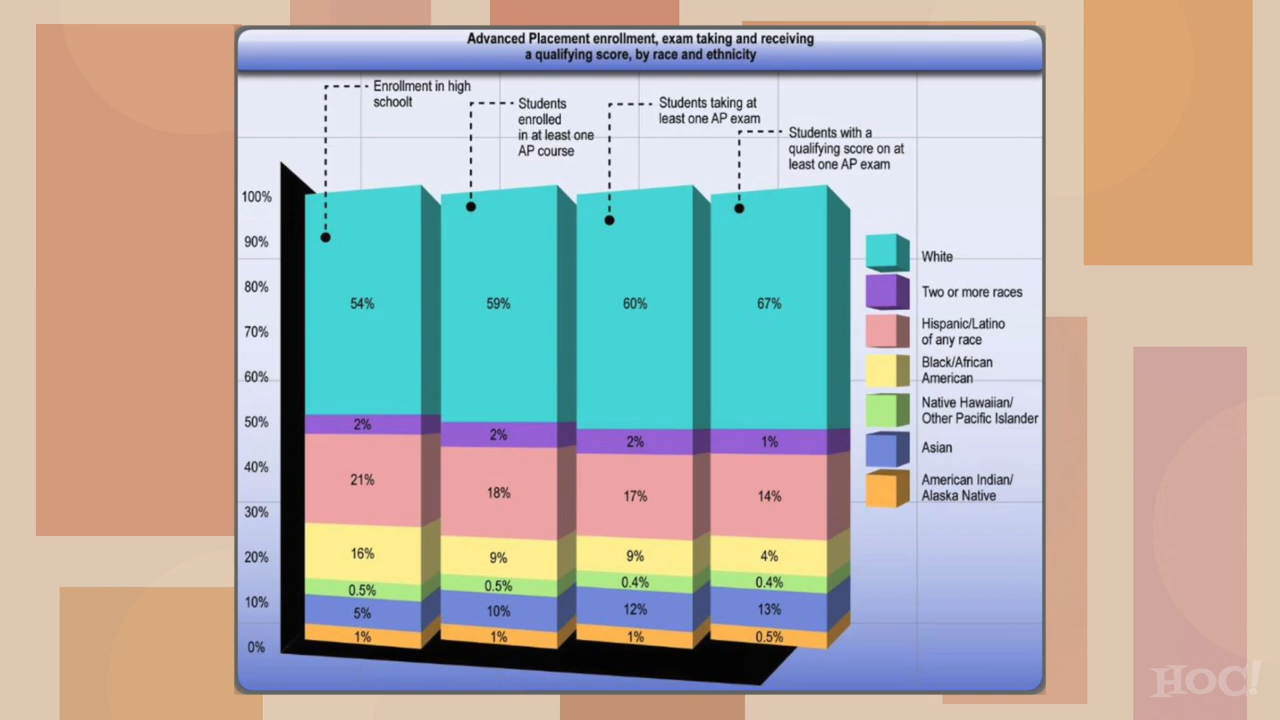 Advanced Placement enrollment, exam taking and receiving
a qualifying score, by race and ethnicity
Enrollment in high
schoolt
Students
enrolled
in at least one
AP course
Students taking at
least one AP exam
Students with a
qualifying score on at
least one AP exam
100%
90%
80%
70%
60%
50%
40%
30%
20%
10%
0%
54%
59%
60%
67%
2%
2%
2%
1%
21%
18%
17%
14%
16%
9%
9%
4%
0.5%
0.5%
0.4%
0.4%
5%
10%
12%
13%
1%
1%
1%
0.5%
White
Two or more races
Hispanic/Latino
of any race
Black/African
American
Native Hawaiian/
Other Pacific Islander
Asian
American Indian/
Alaska Native
HOC!